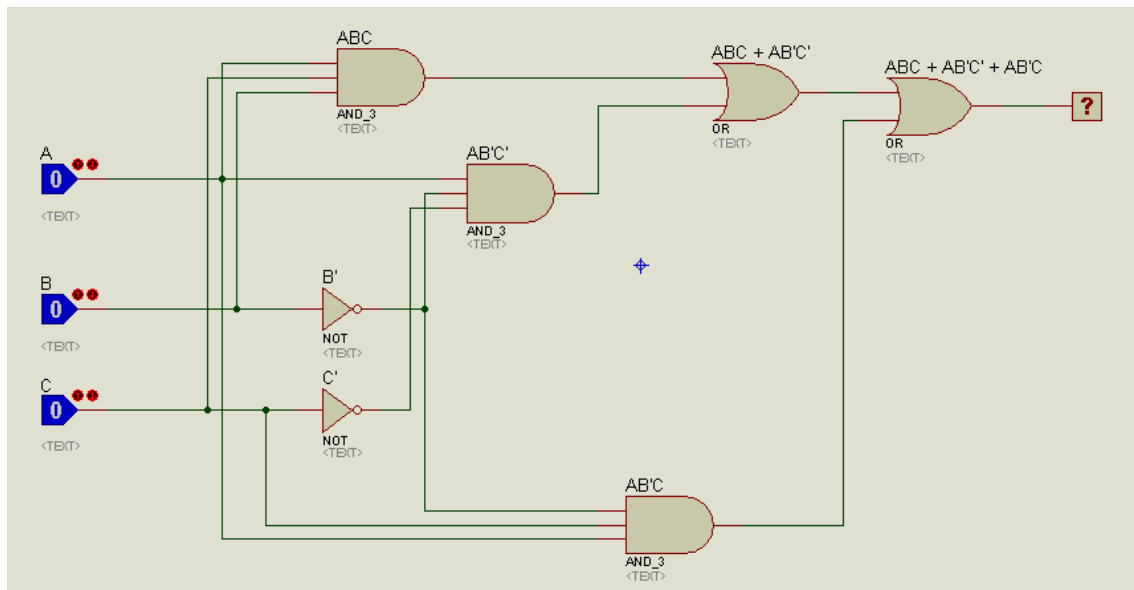 ABC
AND_3
<TEXT>
ABC + AB'C'
OR
<TEXT>
ABC + AB'C' + AB'C
OR
<TEXT>
?
A
0
<TEXT>
AB'C'
AND_3
<TEXT>
B
0
<TEXT>
B'
NOT
<TEXT>
C
0
<TEXT>
C'
NOT
<TEXT>
AB'C
AND_3
<TEXT>